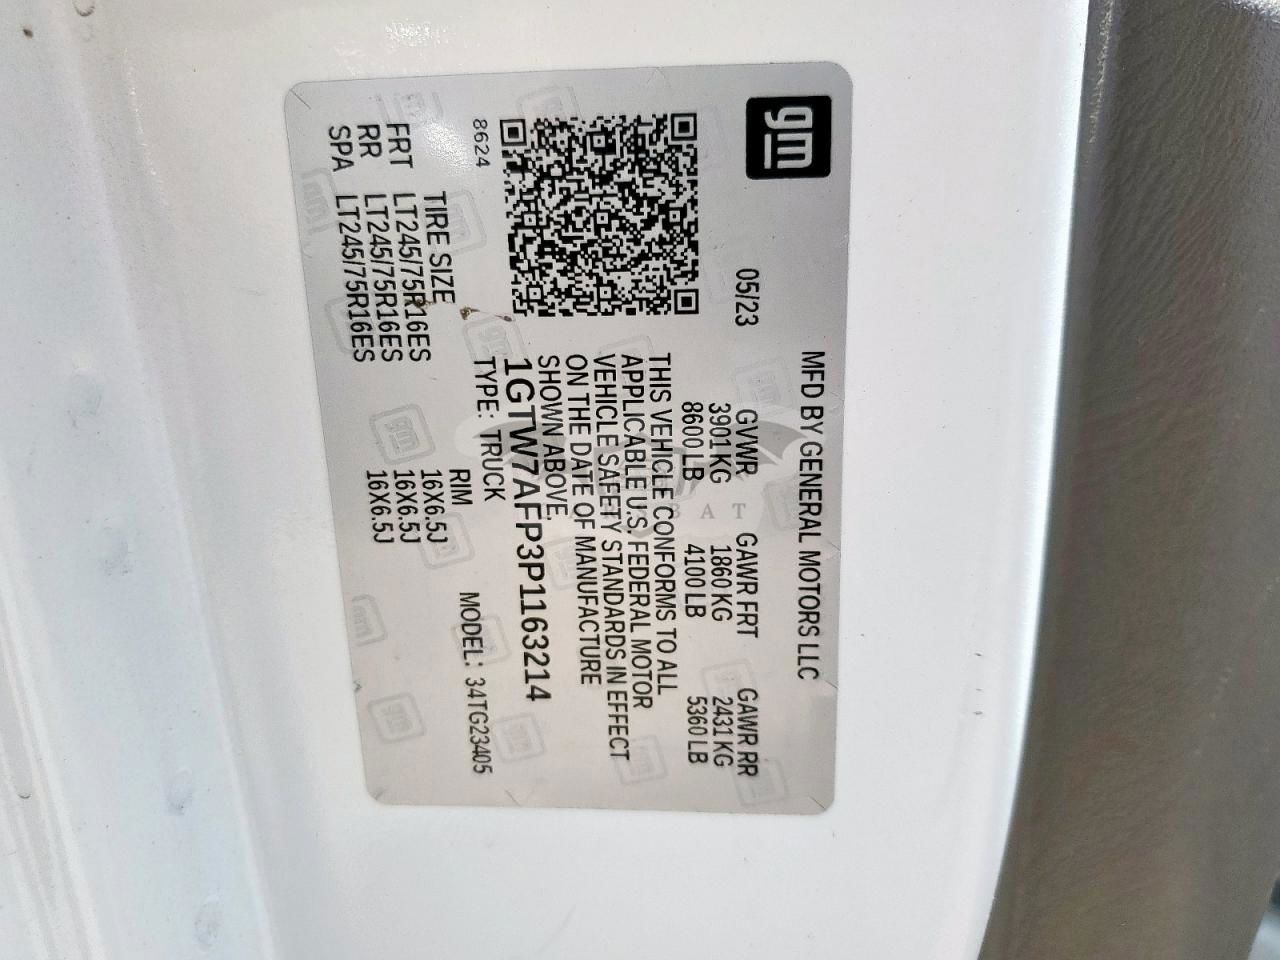 gm
MFD BY GENERAL MOTORS LLC
05/23 GVWR GAWR FRT GAWR RR
3901 KG 1860 KG 2431 KG
8600 LB 4100 LB 5360 LB
THIS VEHICLE CONFORMS TO ALL
APPLICABLE U.S. FEDERAL MOTOR
VEHICLE SAFETY STANDARDS IN EFFECT
ON THE DATE OF MANUFACTURE
SHOWN ABOVE.
1GTW7AFP3P1163214
8624 TYPE: TRUCK MODEL: 34TG23405
TIRE SIZE RIM
FRT LT245/75R16ES 16X6.5J
RR LT245/75R16ES 16X6.5J
SPA LT245/75R16ES 16X6.5J